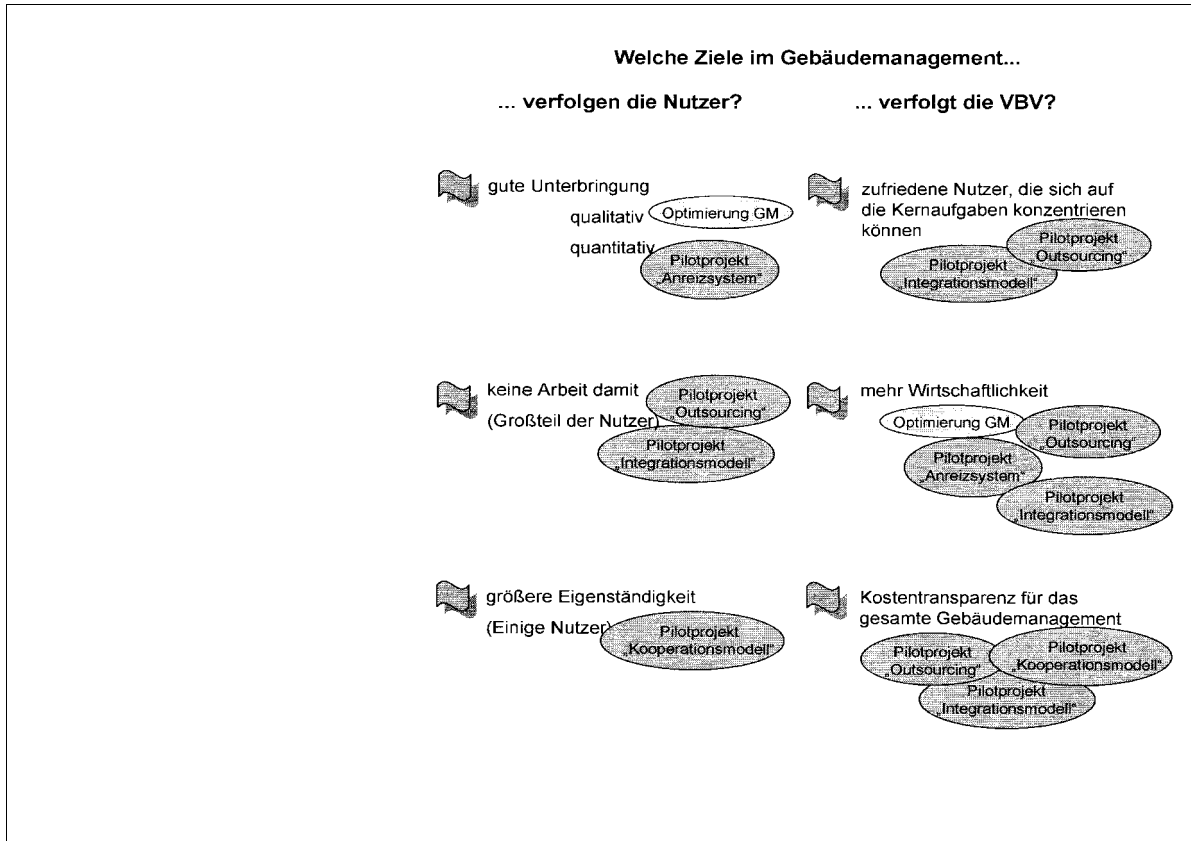 Welche Ziele im Gebäudemanagement...
... verfolgen die Nutzer?
gute Unterbringung
qualitativ
Optimierung GM
quantitativ
Pilotprojekt
„Anreizsystem“
keine Arbeit damit
(Großteil der Nutzer)
Pilotprojekt
„Outsourcing“
Pilotprojekt
„Integrationsmodell“
größere Eigenständigkeit
(Einige Nutzer)
Pilotprojekt
„Kooperationsmodell“
... verfolgt die VBV?
zufriedene Nutzer, die sich auf
die Kernaufgaben konzentrieren
können
Pilotprojekt
„Outsourcing“
Pilotprojekt
„Integrationsmodell“
mehr Wirtschaftlichkeit
Optimierung GM
Pilotprojekt
„Outsourcing“
Pilotprojekt
„Anreizsystem“
Pilotprojekt
„Integrationsmodell“
Kostentransparenz für das
gesamte Gebäudemanagement
Pilotprojekt
„Outsourcing“
Pilotprojekt
„Kooperationsmodell“
Pilotprojekt
„Integrationsmodell“